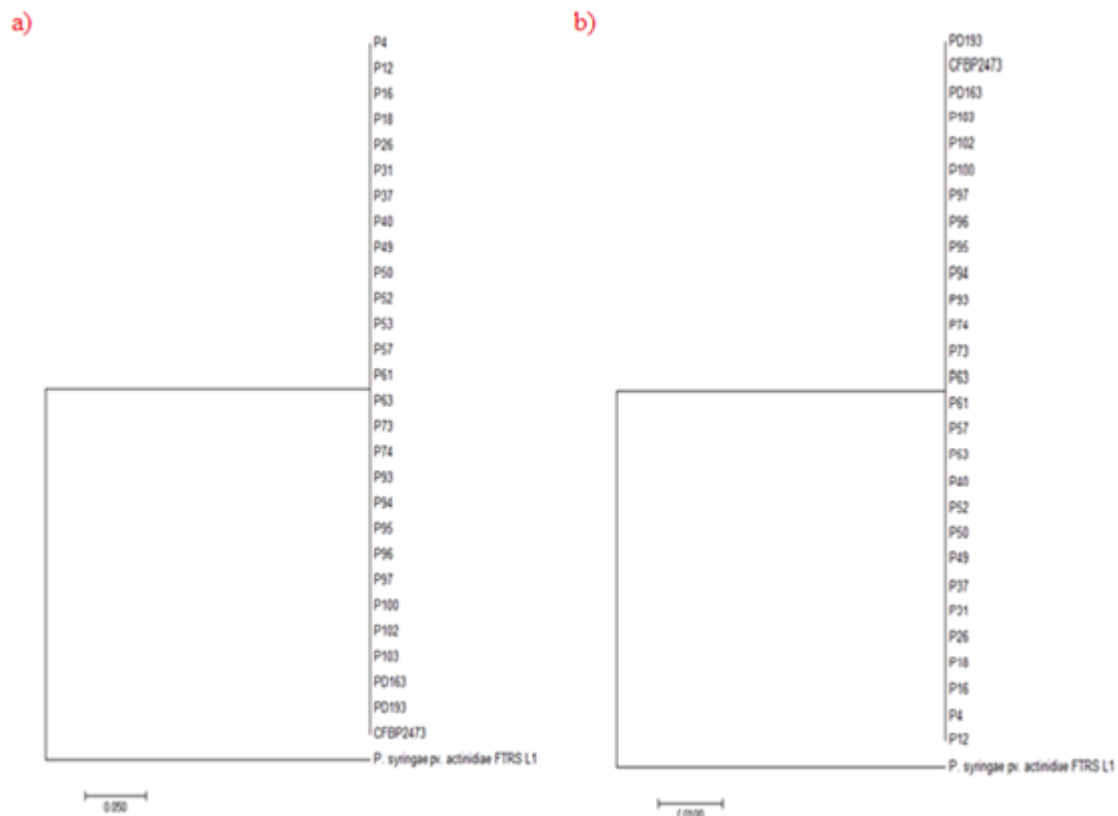 a)
P4
P12
P16
P18
P26
P31
P37
P40
P49
P50
P52
P53
P57
P61
P63
P73
P74
P93
P94
P95
P96
P97
P100
P102
P103
PD163
PD193
CFBP2473
P. syringae pv. actinidiae FTRS L1
0.050
b)
PD193
CFBP2473
PD163
P103
P102
P100
P97
P96
P95
P94
P93
P74
P73
P63
P61
P57
P53
P40
P52
P50
P49
P37
P31
P26
P18
P16
P4
P12
P. syringae pv. actinidiae FTRS L1